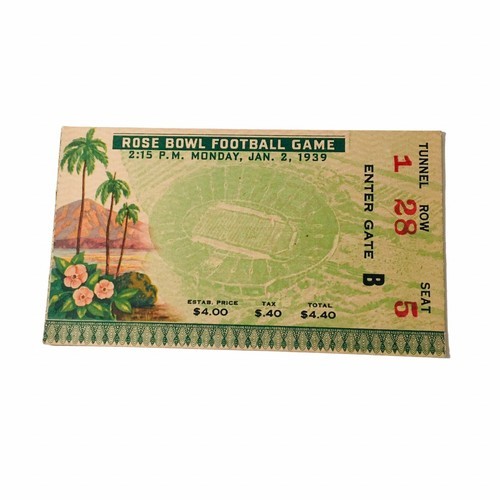 ROSE BOWL FOOTBALL GAME
2:15 P.M. MONDAY, JAN. 2, 1939
ESTAB. PRICE TAX TOTAL
$4.00 $.40 $4.40
TUNNEL ROW SEAT
1 28 5
ENTER GATE B